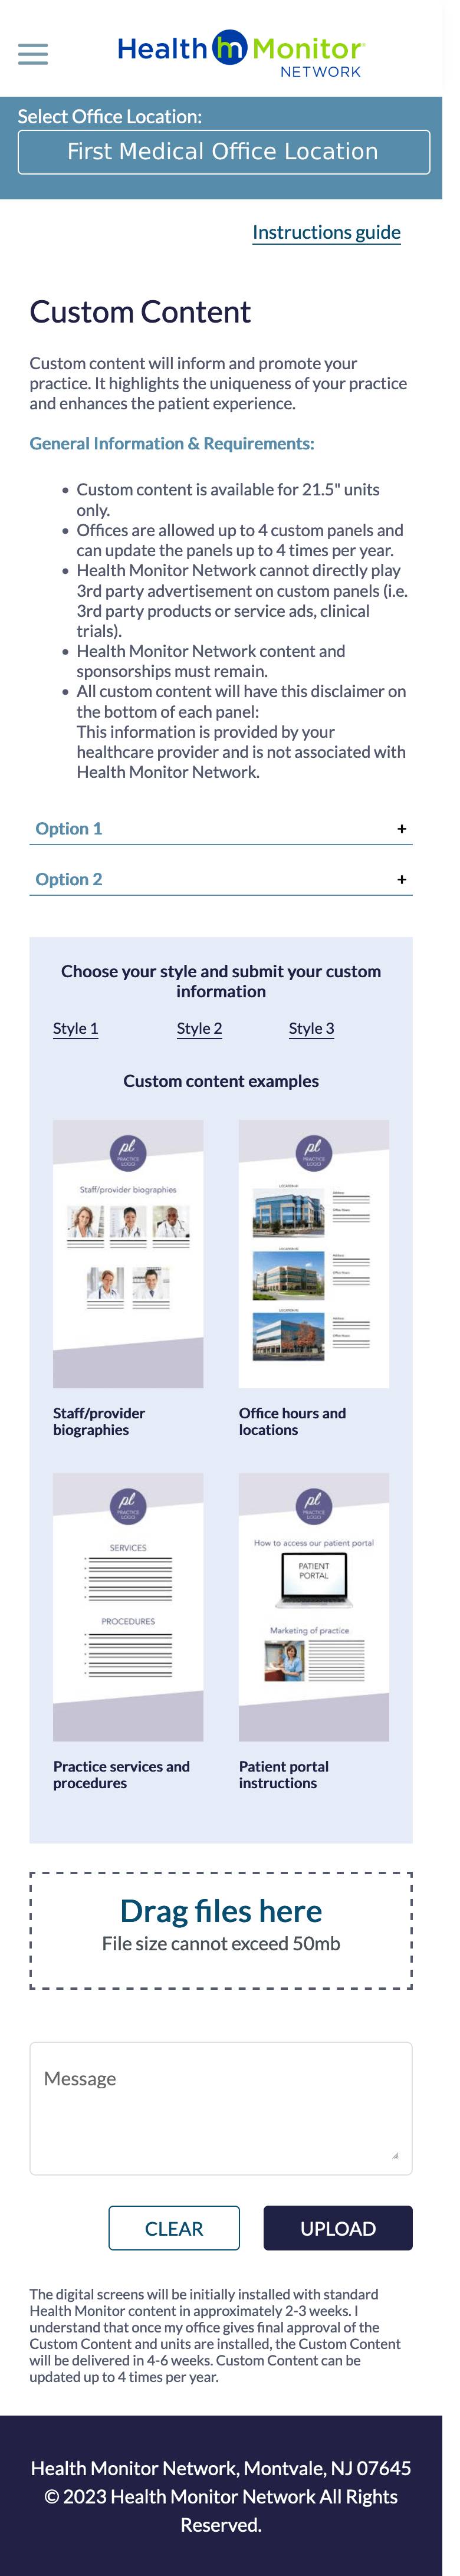 Health hm Monitor
NETWORK
Select Office Location:
First Medical Office Location
Instructions guide
Custom Content
Custom content will inform and promote your
practice. It highlights the uniqueness of your practice
and enhances the patient experience.
General Information & Requirements:
• Custom content is available for 21.5" units
only.
• Offices are allowed up to 4 custom panels and
can update the panels up to 4 times per year.
• Health Monitor Network cannot directly play
3rd party advertisement on custom panels (i.e.
3rd party products or service ads, clinical
trials).
• Health Monitor Network content and
sponsorships must remain.
• All custom content will have this disclaimer on
the bottom of each panel:
This information is provided by your
healthcare provider and is not associated with
Health Monitor Network.
Option 1 +
Option 2 +
Choose your style and submit your custom
information
Style 1 Style 2 Style 3
Custom content examples
pl
PRACTICE
LOGO
Staff/provider biographies
pl
PRACTICE
LOGO
Staff/provider
biographies
Office hours and
locations
pl
PRACTICE
LOGO
SERVICES
PROCEDURES
pl
PRACTICE
LOGO
How to access our patient portal
PATIENT
PORTAL
Marketing of practice
Practice services and
procedures
Patient portal
instructions
Drag files here
File size cannot exceed 50mb
Message
CLEAR
UPLOAD
The digital screens will be initially installed with standard
Health Monitor content in approximately 2-3 weeks. I
understand that once my office gives final approval of the
Custom Content and units are installed, the Custom Content
will be delivered in 4-6 weeks. Custom Content can be
updated up to 4 times per year.
Health Monitor Network, Montvale, NJ 07645
© 2023 Health Monitor Network All Rights
Reserved.